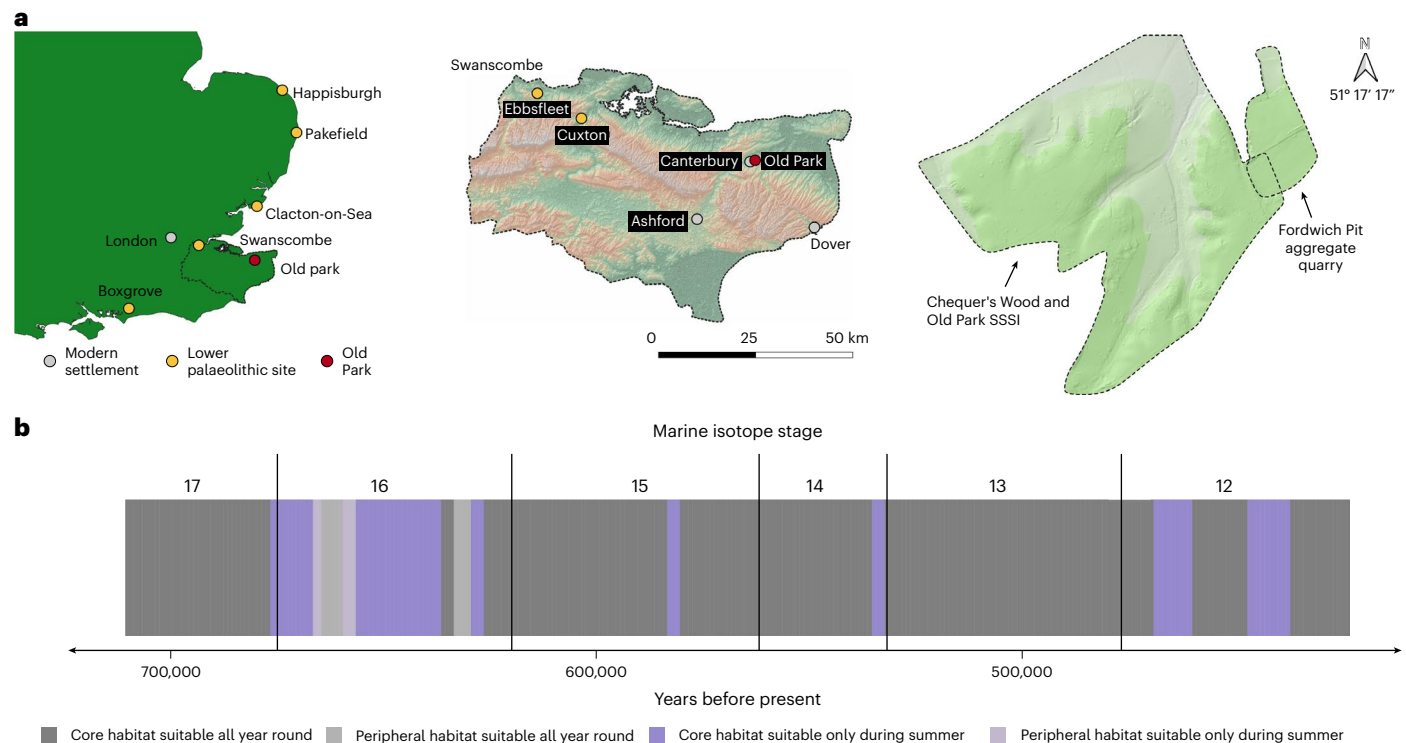 a
Happisburgh
Pakefield
Clacton-on-Sea
London
Swanscombe
Old park
Boxgrove
Modern
settlement
Lower
palaeolithic site
Old
Park
Swanscombe
Ebbsfleet
Cuxton
Canterbury
Old Park
Ashford
Dover
0 25 50 km
N
51° 17′ 17″
Fordwich Pit
aggregate
quarry
Chequer's Wood and
Old Park SSSI
b
Marine isotope stage
17 16 15 14 13 12
700,000 600,000 500,000
Years before present
Core habitat suitable all year round Peripheral habitat suitable all year round Core habitat suitable only during summer Peripheral habitat suitable only during summer